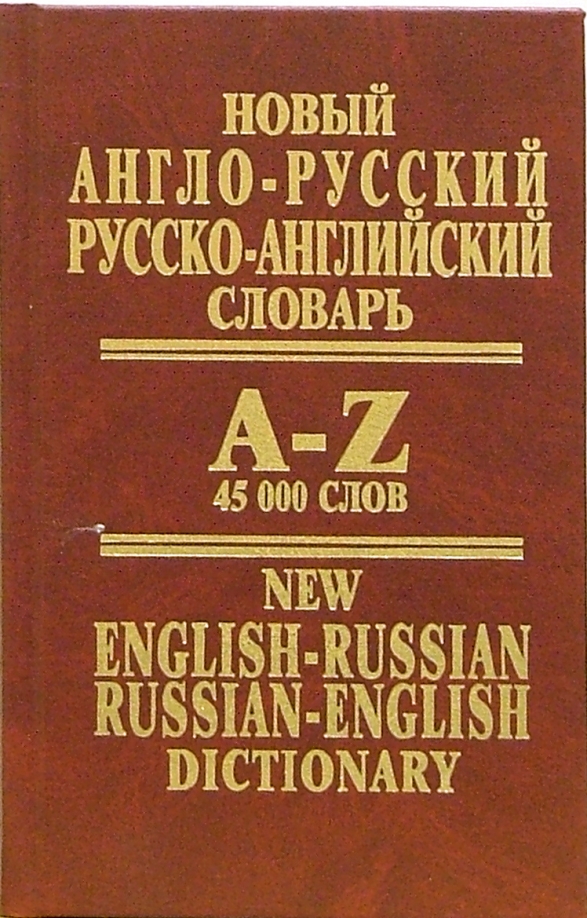 НОВЫЙ
АНГЛО-РУССКИЙ
РУССКО-АНГЛИЙСКИЙ
СЛОВАРЬ
A-Z
45 000 СЛОВ
NEW
ENGLISH-RUSSIAN
RUSSIAN-ENGLISH
DICTIONARY